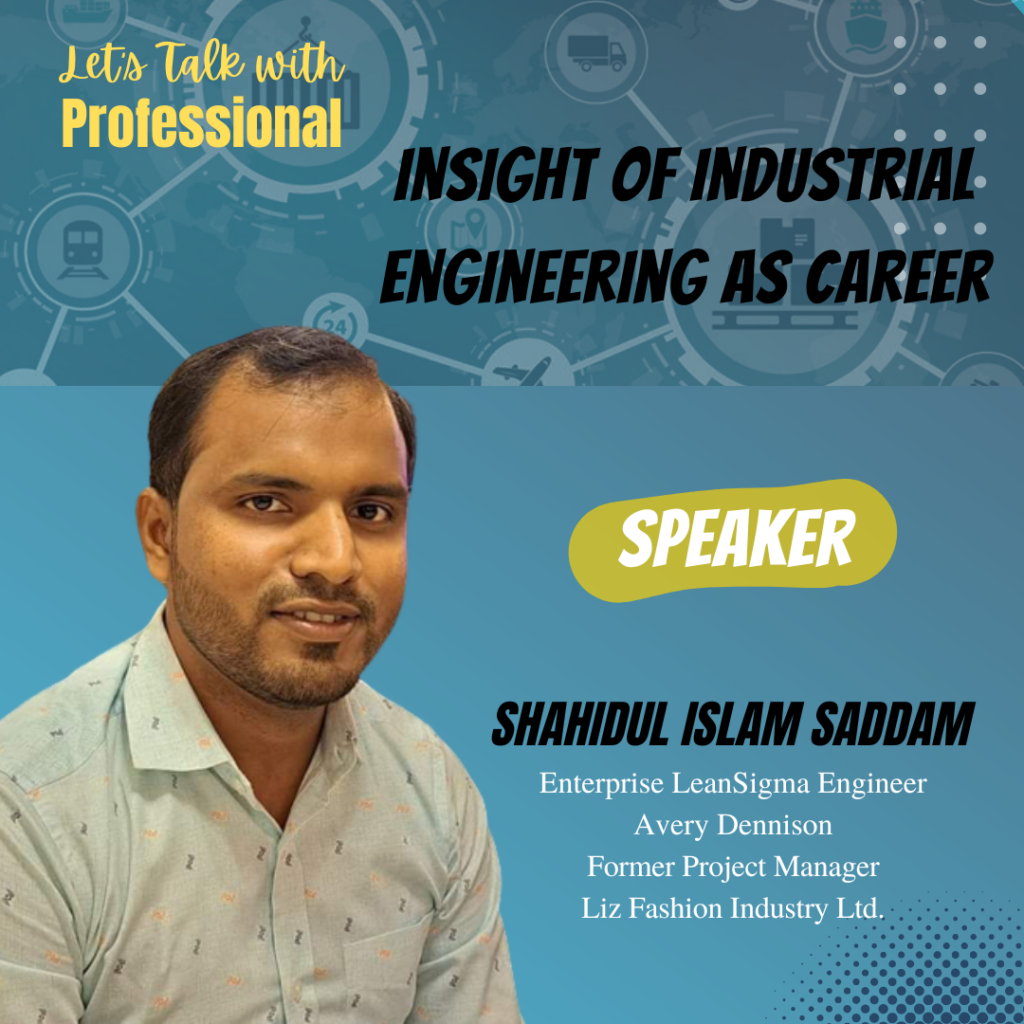 Let's Talk with
Professional
INSIGHT OF INDUSTRIAL
ENGINEERING AS CAREER
24
SPEAKER
SHAHIDUL ISLAM SADDAM
Enterprise LeanSigma Engineer
Avery Dennison
Former Project Manager
Liz Fashion Industry Ltd.